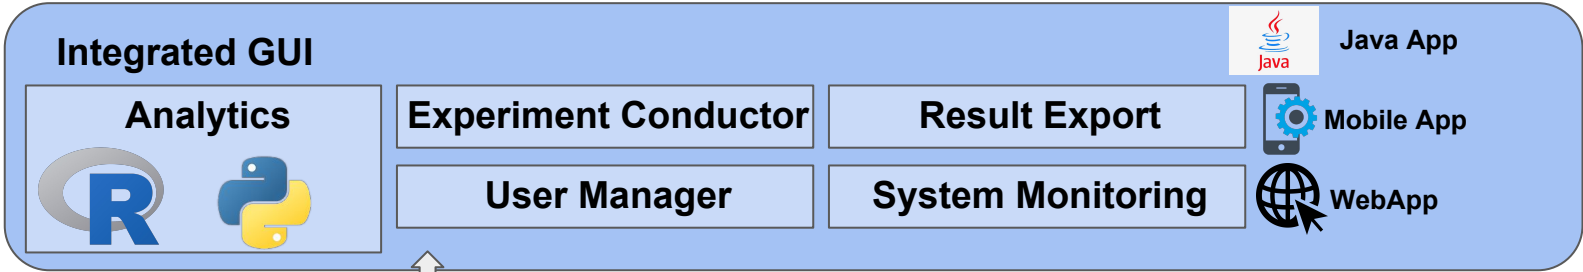 Integrated GUI
Java
Java App
Analytics
Experiment Conductor
Result Export
Mobile App
R
User Manager
System Monitoring
WebApp